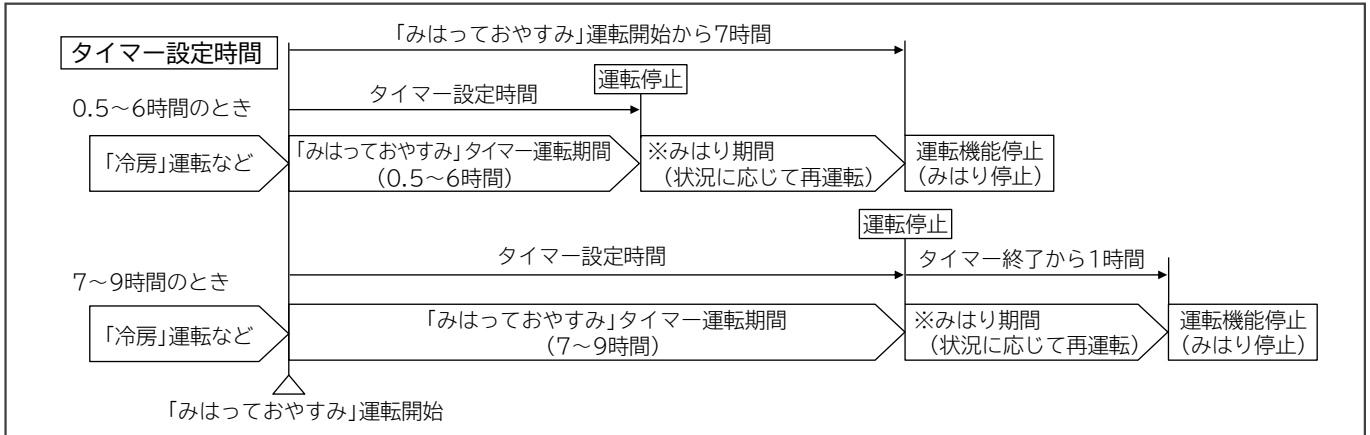 「みはっておやすみ」運転開始から7時間
タイマー設定時間
運転停止
タイマー設定時間
0.5〜6時間のとき
「冷房」運転など
「みはっておやすみ」タイマー運転期間
(0.5〜6時間)
※みはり期間
(状況に応じて再運転)
運転機能停止
(みはり停止)
運転停止
タイマー設定時間
タイマー終了から1時間
7〜9時間のとき
「冷房」運転など
「みはっておやすみ」タイマー運転期間
(7〜9時間)
※みはり期間
(状況に応じて再運転)
運転機能停止
(みはり停止)
「みはっておやすみ」運転開始